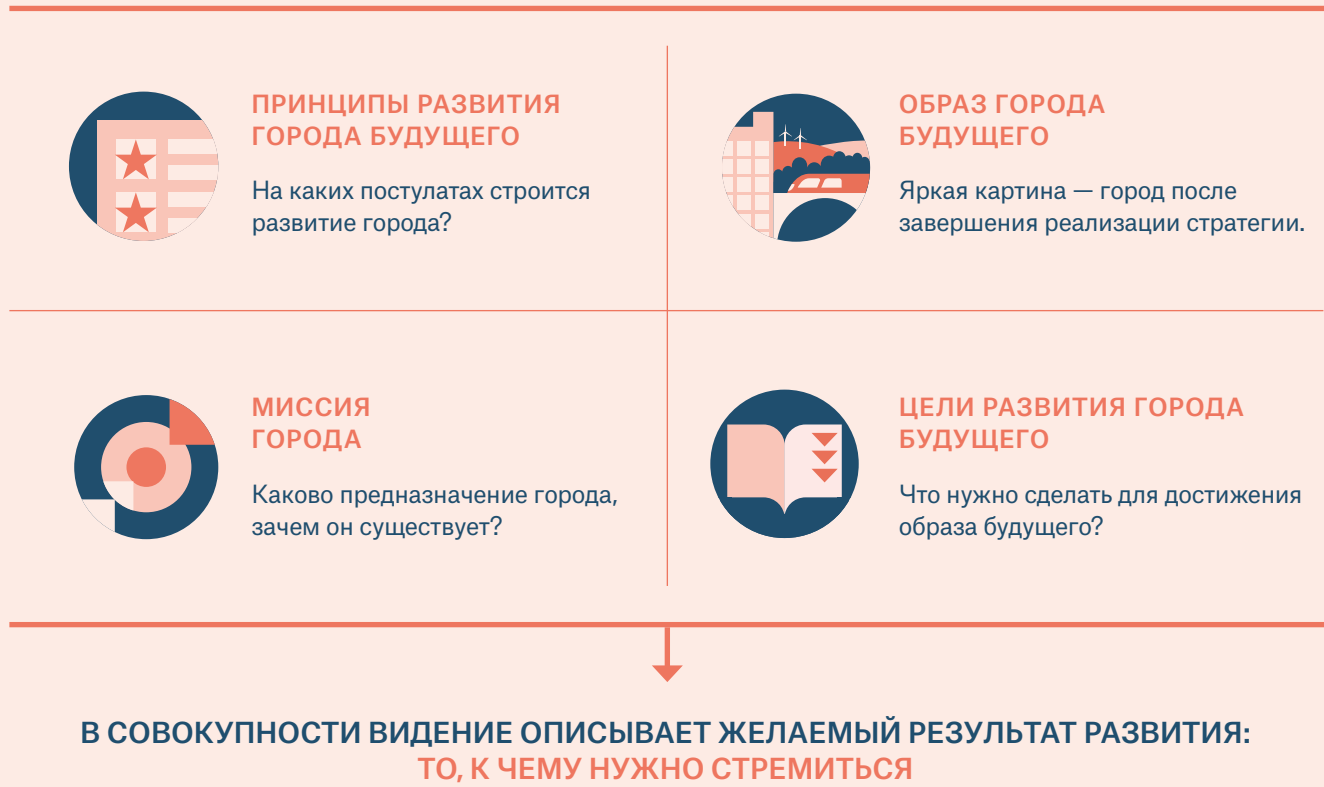 ПРИНЦИПЫ РАЗВИТИЯ
ГОРОДА БУДУЩЕГО
На каких постулатах строится
развитие города?
ОБРАЗ ГОРОДА
БУДУЩЕГО
Яркая картина — город после
завершения реализации стратегии.
МИССИЯ
ГОРОДА
Каково предназначение города,
зачем он существует?
ЦЕЛИ РАЗВИТИЯ ГОРОДА
БУДУЩЕГО
Что нужно сделать для достижения
образа будущего?
В СОВОКУПНОСТИ ВИДЕНИЕ ОПИСЫВАЕТ ЖЕЛАЕМЫЙ РЕЗУЛЬТАТ РАЗВИТИЯ:
ТО, К ЧЕМУ НУЖНО СТРЕМИТЬСЯ